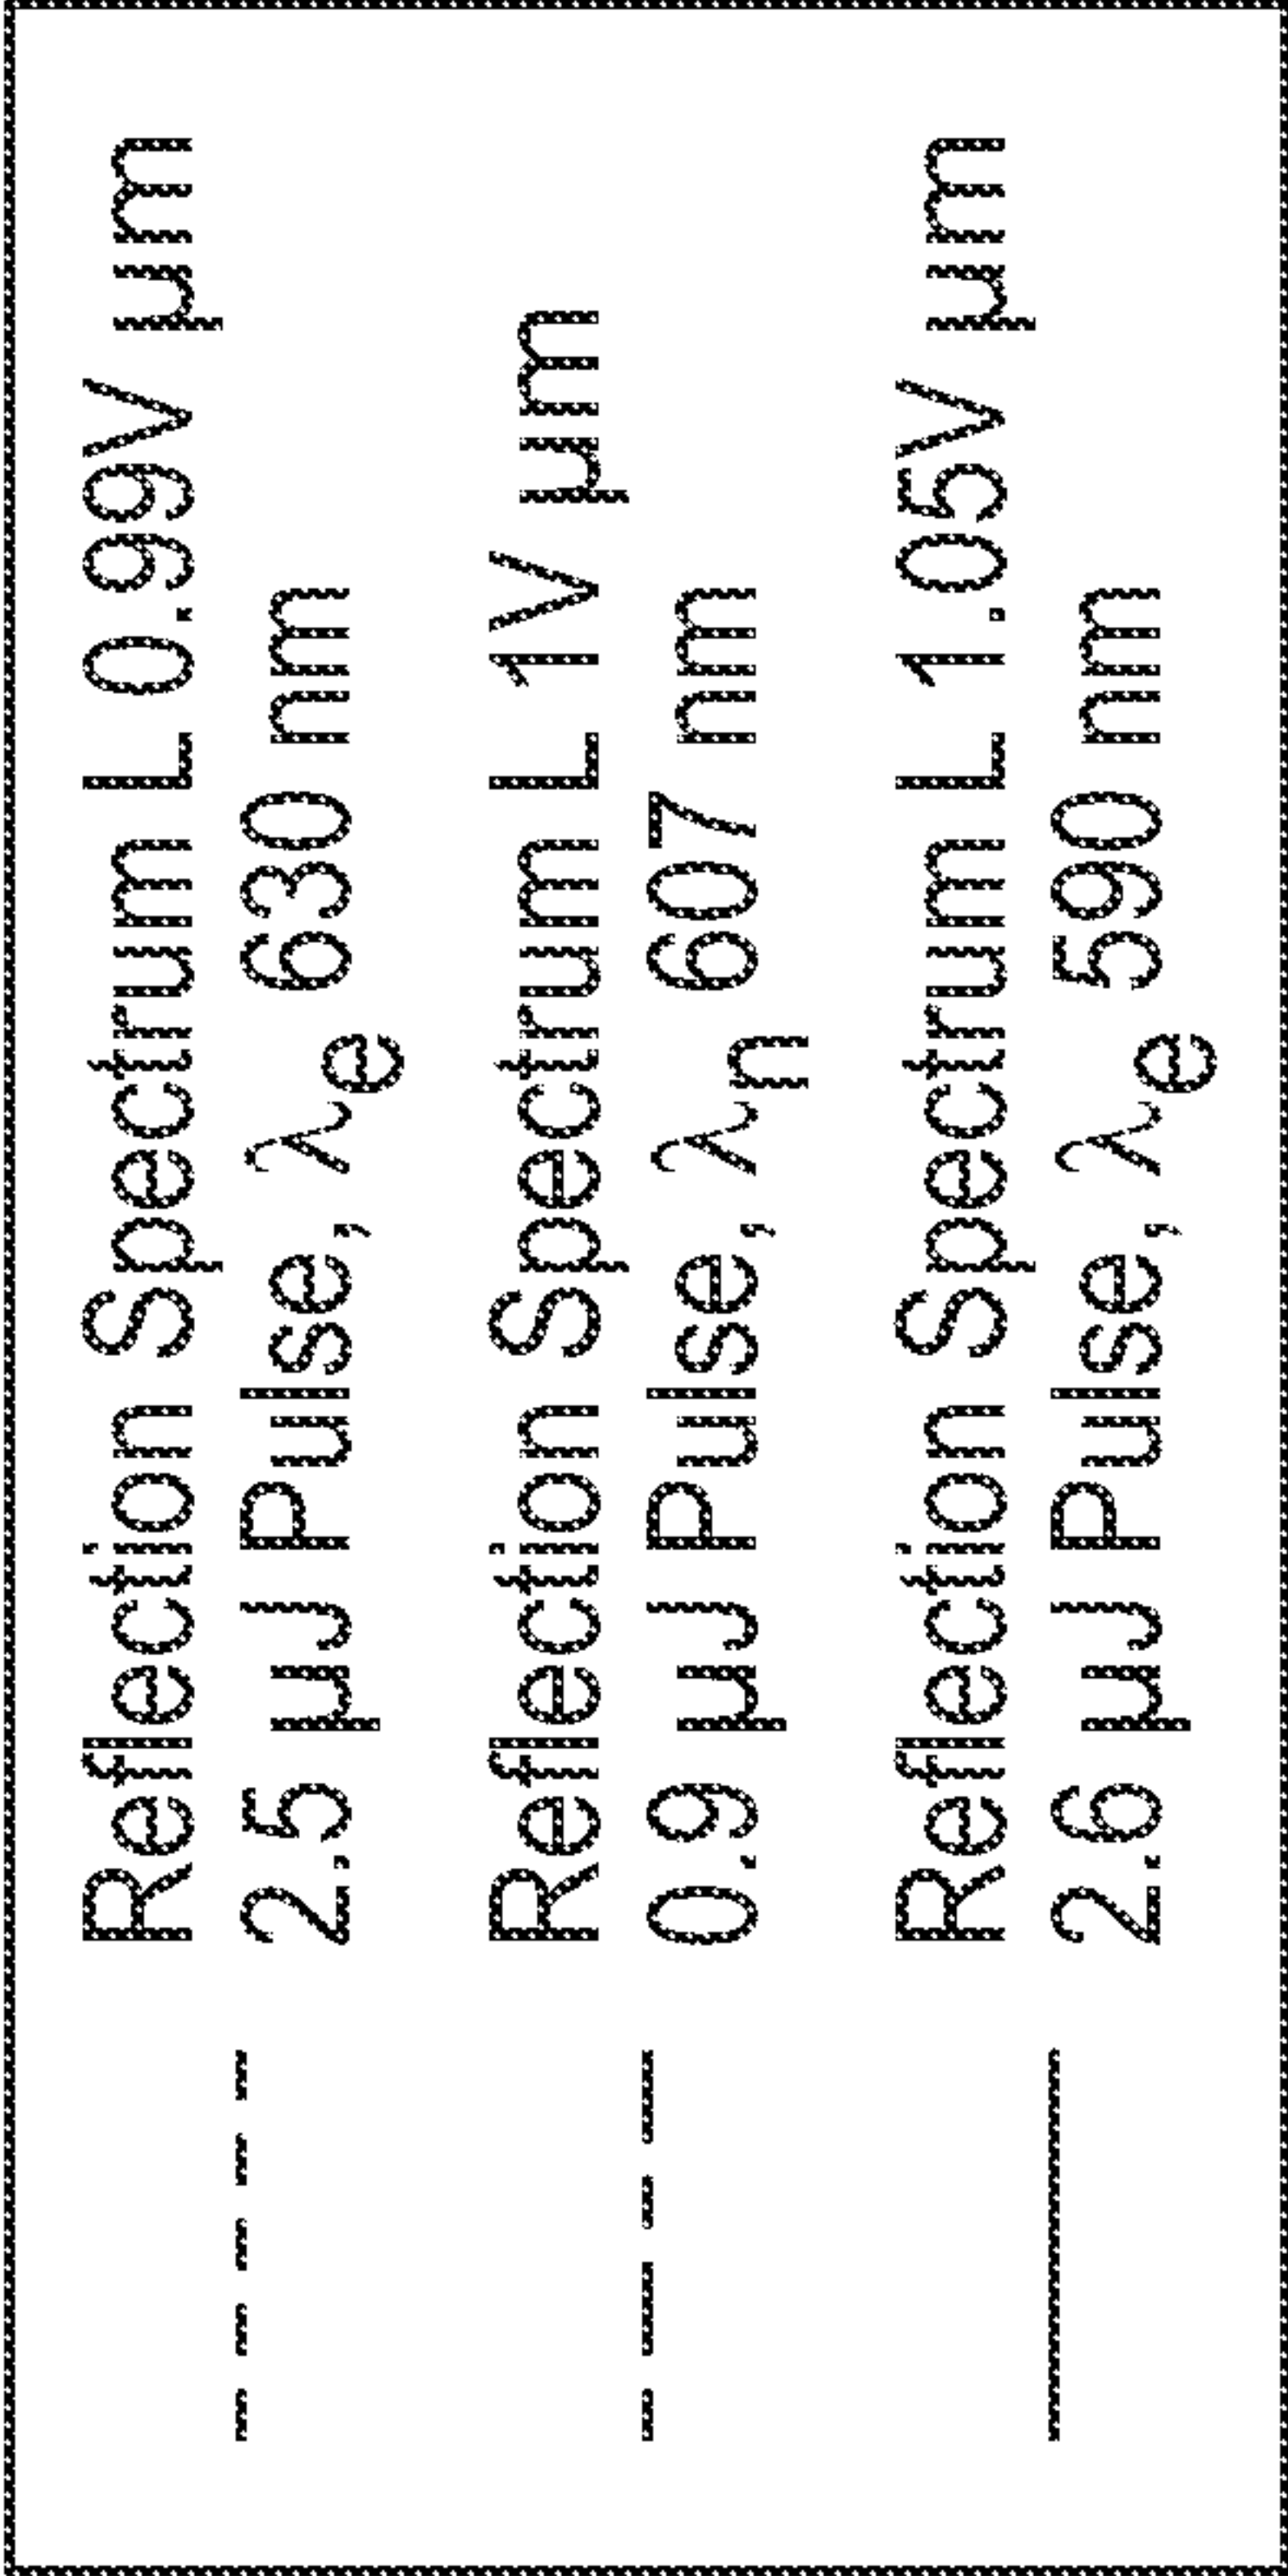 Reflection Spectrum L 0.99V μm
2.5 μJ Pulse, λe 630 nm
Reflection Spectrum L 1V μm
0.9 μJ Pulse, λn 607 nm
Reflection Spectrum L 1.05V μm
2.6 μJ Pulse, λe 590 nm